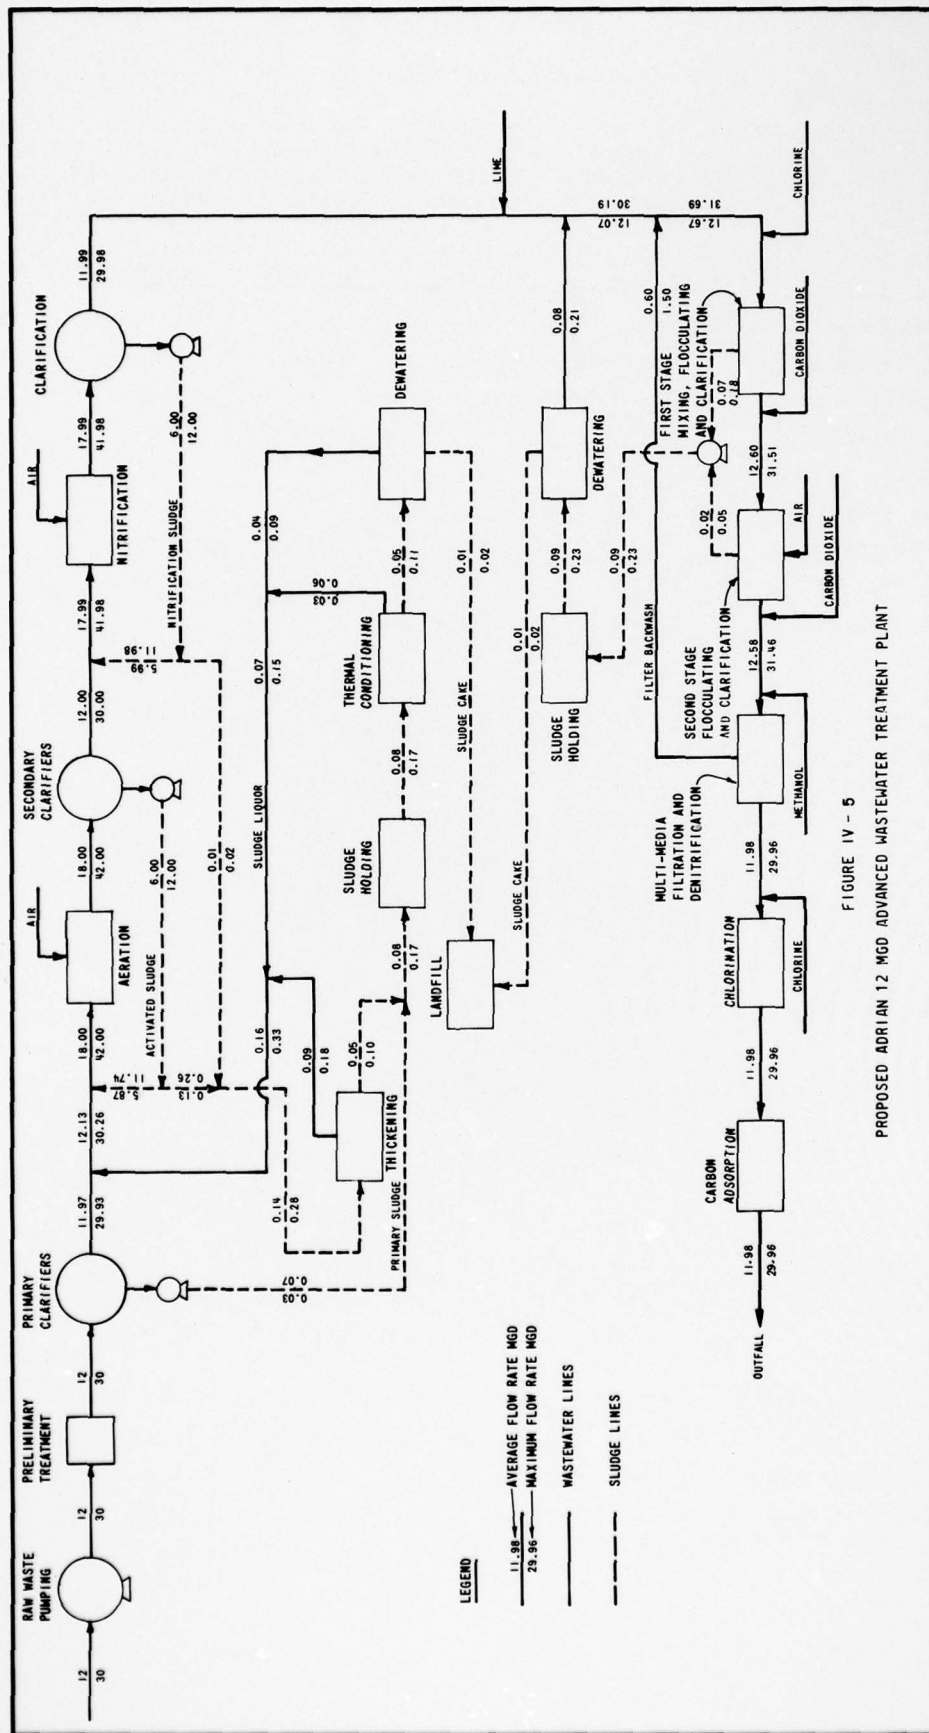 RAW WASTE
PUMPING
12
30
12
30
PRELIMINARY
TREATMENT
12
30
PRIMARY
CLARIFIERS
11.97
29.93
12.13
30.26
18.00
42.00
AIR
AERATION
18.00
42.00
SECONDARY
CLARIFIERS
12.00
30.00
17.99
41.98
AIR
NITRIFICATION
17.99
41.98
CLARIFICATION
11.99
29.98
5.87
11.74
ACTIVATED SLUDGE
6.00
12.00
0.13
0.26
0.01
0.02
5.99
11.98
NITRIFICATION SLUDGE
6.00
12.00
0.03
0.07
PRIMARY SLUDGE
0.14
0.28
THICKENING
0.09
0.18
0.05
0.10
0.16
0.33
SLUDGE LIQUOR
0.07
0.15
0.04
0.09
0.08
0.17
SLUDGE
HOLDING
0.08
0.17
THERMAL
CONDITIONING
0.03
0.06
0.05
0.11
DEWATERING
LANDFILL
SLUDGE CAKE
0.01
0.02
SLUDGE CAKE
0.01
0.02
SLUDGE
HOLDING
0.09
0.23
DEWATERING
0.08
0.21
0.09
0.23
LIME
12.07
30.19
FILTER BACKWASH
0.60
1.50
12.67
31.69
CHLORINE
FIRST STAGE
MIXING, FLOCCULATING
AND CLARIFICATION
0.07
0.18
CARBON DIOXIDE
12.60
31.51
0.02
0.05
AIR
SECOND STAGE
FLOCCULATING
AND CLARIFICATION
CARBON DIOXIDE
12.58
31.46
METHANOL
MULTI-MEDIA
FILTRATION AND
DENITRIFICATION
11.98
29.96
CHLORINE
CHLORINATION
11.98
29.96
CARBON
ADSORPTION
11.98
29.96
OUTFALL
LEGEND
11.98 AVERAGE FLOW RATE MGD
29.96 MAXIMUM FLOW RATE MGD
WASTEWATER LINES
SLUDGE LINES
FIGURE IV - 5
PROPOSED ADRIAN 12 MGD ADVANCED WASTEWATER TREATMENT PLANT